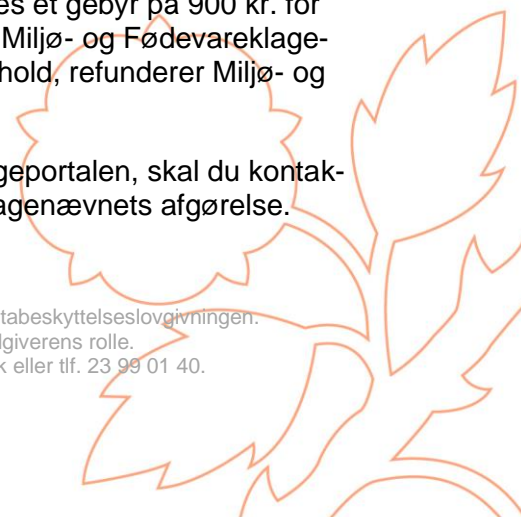 es et gebyr på 900 kr. for
Miljø- og Fødevareklage-
hold, refunderer Miljø- og
geportalen, skal du kontak-
agenævnets afgørelse.
tabeskyttelseslovgivningen.
dgiverens rolle.
k eller tlf. 23 99 01 40.